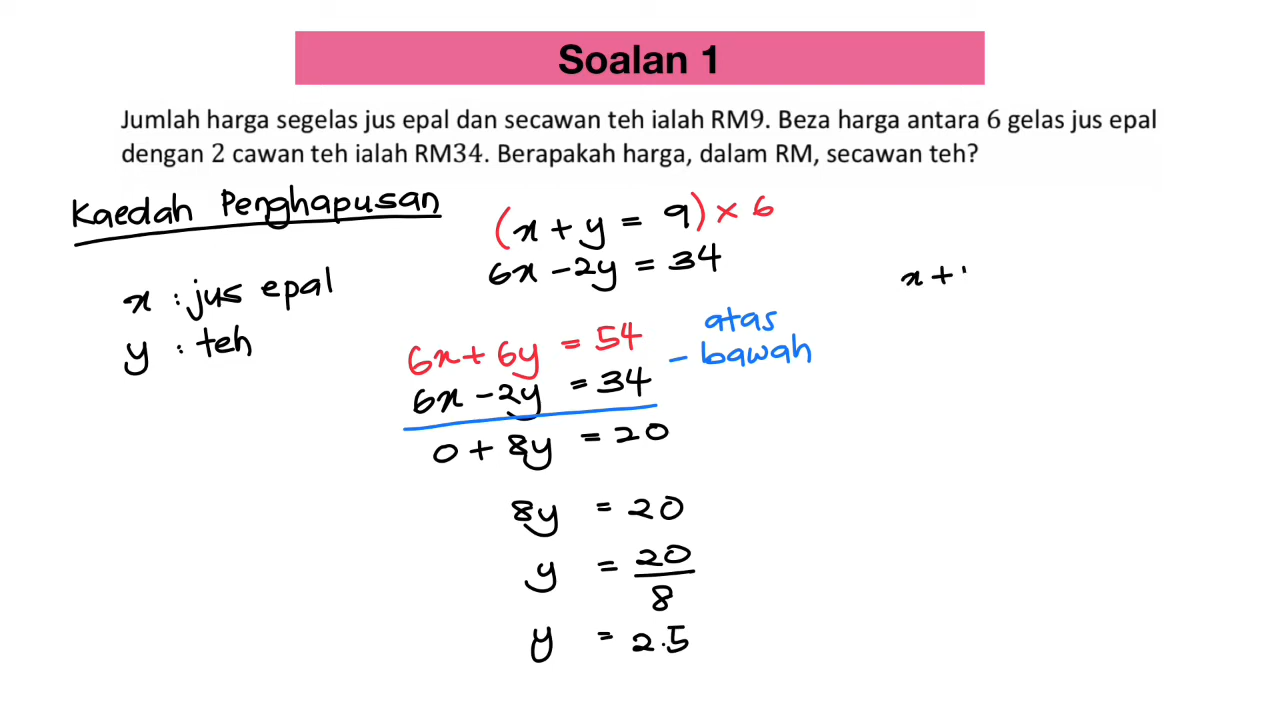 Soalan 1
Jumlah harga segelas jus epal dan secawan teh ialah RM9. Beza harga antara 6 gelas jus epal
dengan 2 cawan teh ialah RM34. Berapakah harga, dalam RM, secawan teh?
Kaedah Penghapusan
x : jus epal
y : teh
(x + y = 9) × 6
6x - 2y = 34
6x + 6y = 54
6x - 2y = 34
atas
- bawah
0 + 8y = 20
8y = 20
y = 20/8
y = 2.5
x +